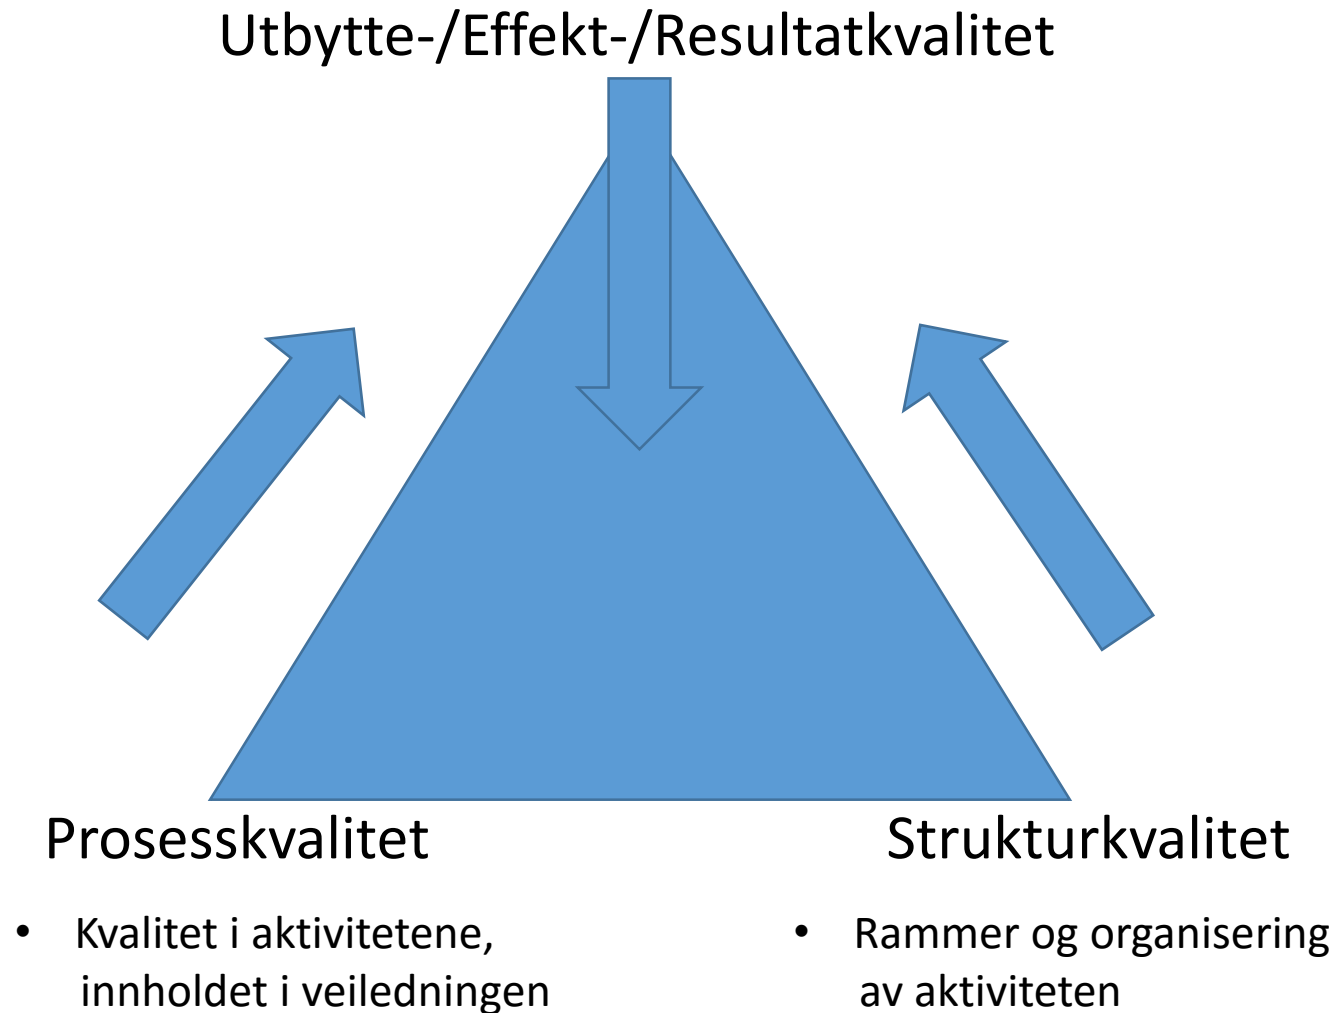 Utbytte-/Effekt-/Resultatkvalitet
Prosesskvalitet
• Kvalitet i aktivitetene,
innholdet i veiledningen
Strukturkvalitet
• Rammer og organisering
av aktiviteten